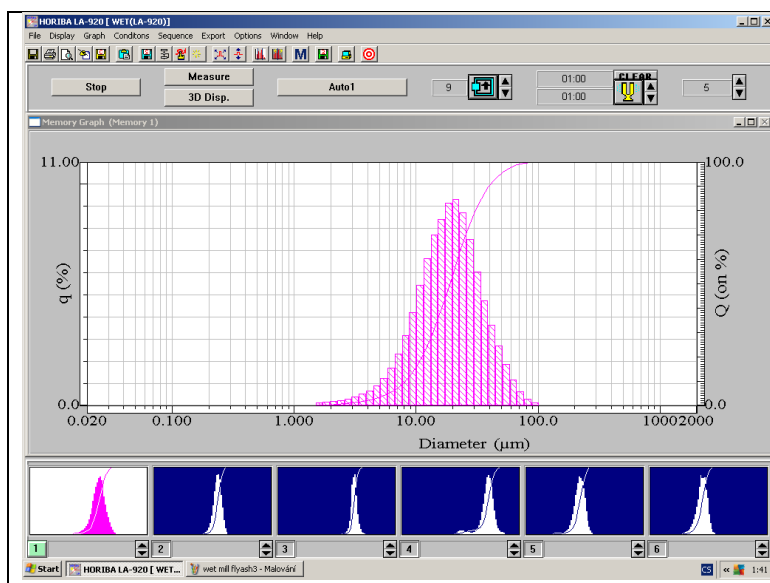 HORIBA LA-920 [ WET(LA-920)]
File Display Graph Conditons Sequence Export Options Window Help
M
Stop
Measure
3D Disp.
Auto1
9
01:00
01:00
CLEAR
5
Memory Graph (Memory 1)
11.00
100.0
q (%)
Q (on %)
0.0
0.0
0.020 0.100 1.000 10.00 100.0 1000 2000
Diameter (µm)
1 2 3 4 5 6
Start HORIBA LA-920 [ WET... wet mill flyash3 - Malování CS « 1:41